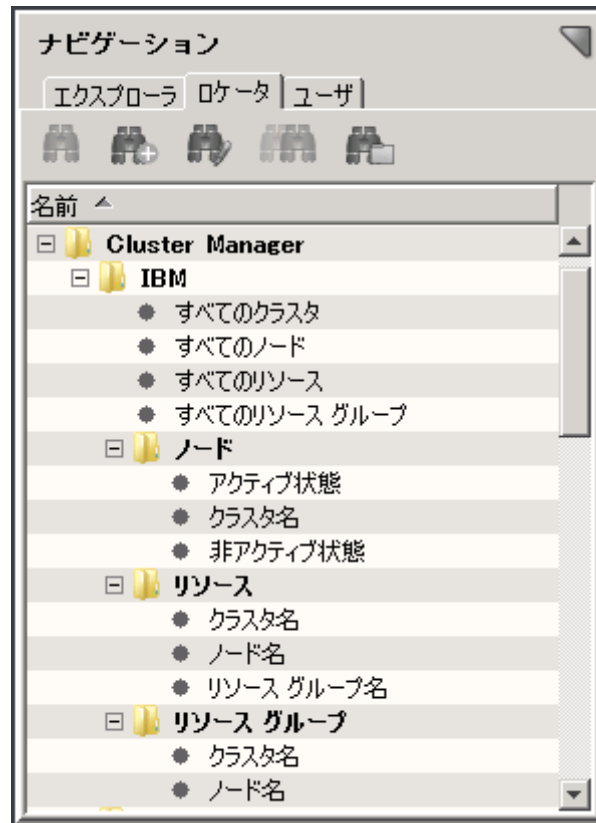 ナビゲーション
エクスプローラ ロケータ ユーザ
名前
Cluster Manager
IBM
すべてのクラスタ
すべてのノード
すべてのリソース
すべてのリソース グループ
ノード
アクティブ状態
クラスタ名
非アクティブ状態
リソース
クラスタ名
ノード名
リソース グループ名
リソース グループ
クラスタ名
ノード名